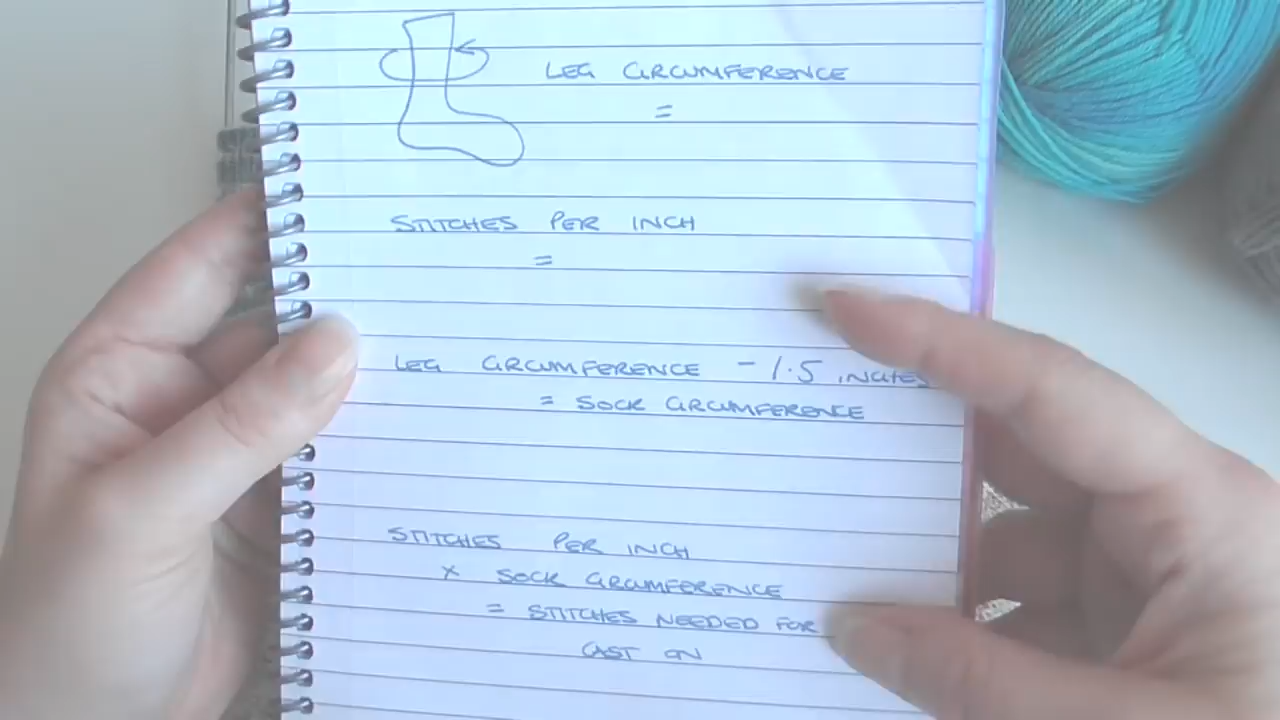 LEG CIRCUMFERENCE
=
STITCHES PER INCH
=
LEG CIRCUMFERENCE - 1.5 INCHES
= SOCK CIRCUMFERENCE
STITCHES PER INCH
x SOCK CIRCUMFERENCE
= STITCHES NEEDED FOR
CAST ON